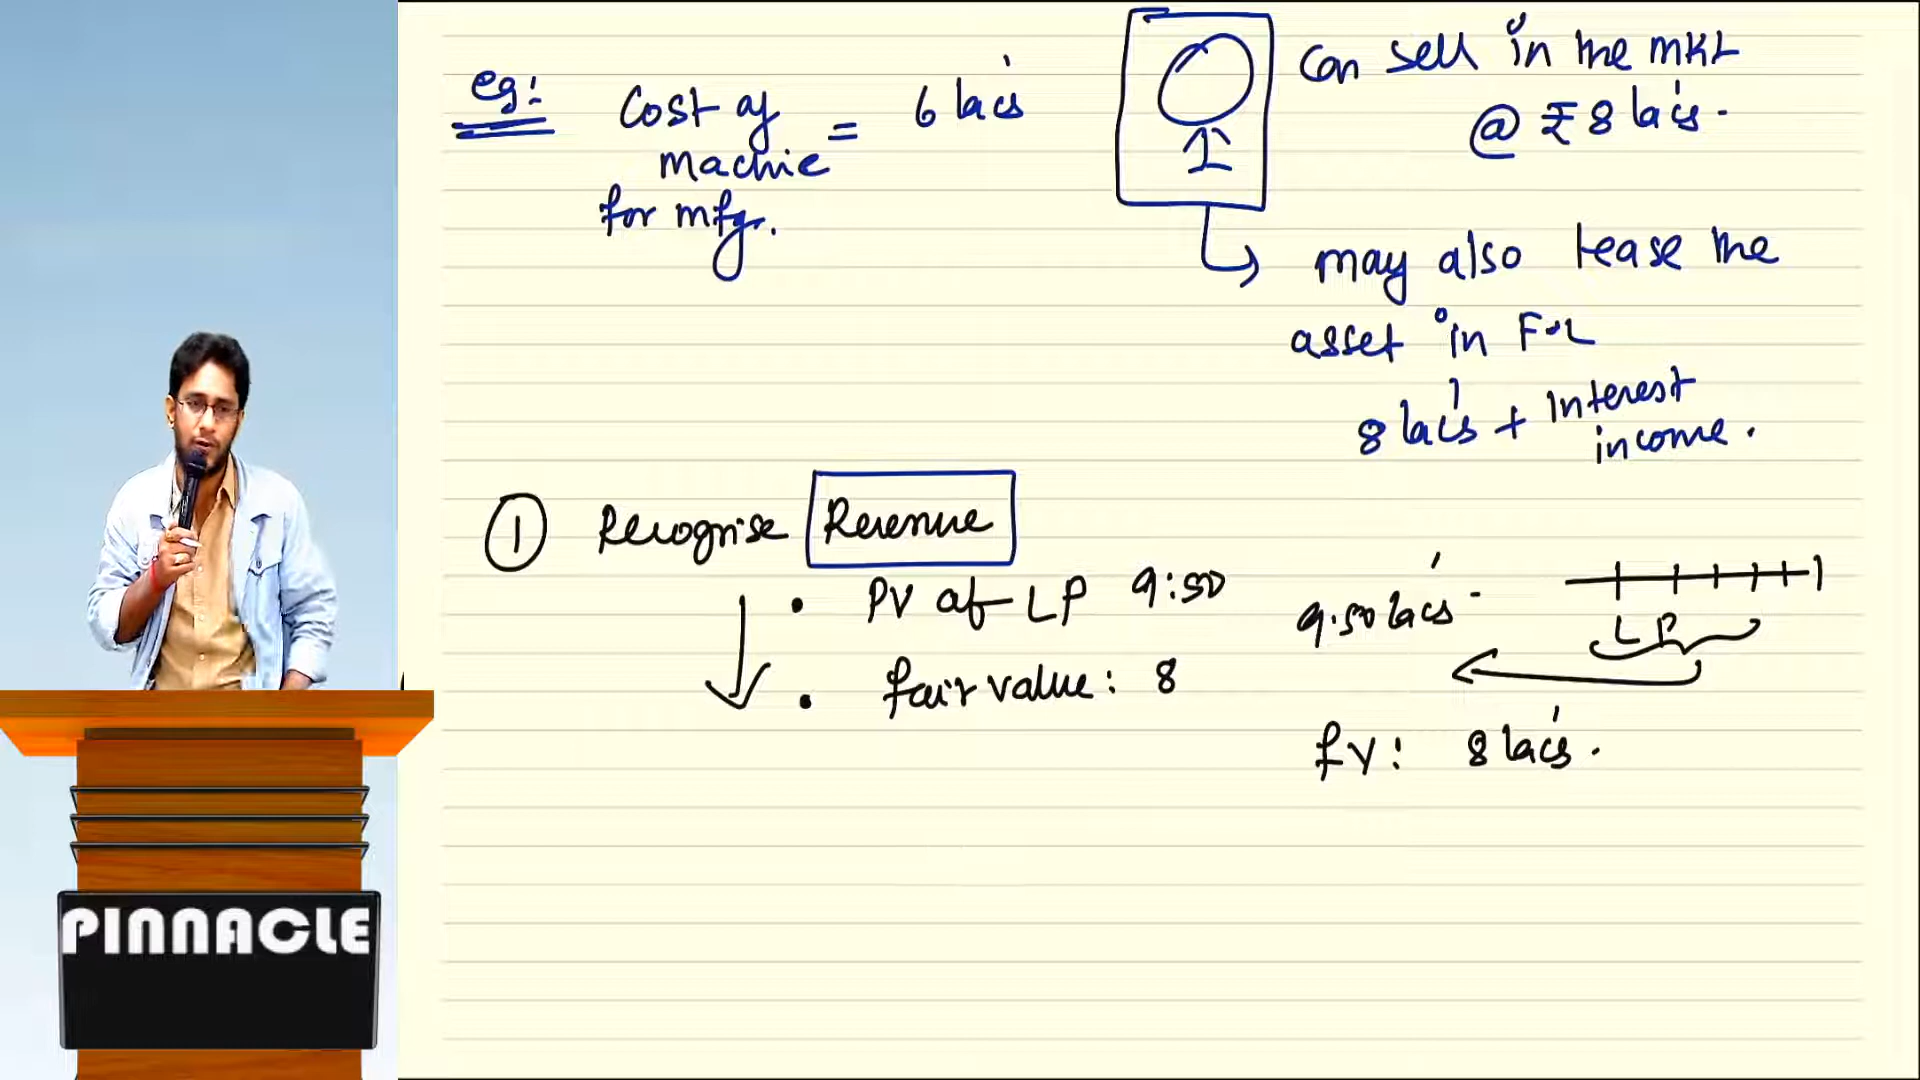 eg:
Cost of
machine
for mfg.
= 6 lacs
Can sell in the mkt
@ ₹ 8 lacs.
may also lease the
asset in F.L
8 lacs + Interest
income.
① Recognise Revenue
• PV of LP 9.50
• fair value: 8
9.50 lacs
LP
FV: 8 lacs.
PINNACLE